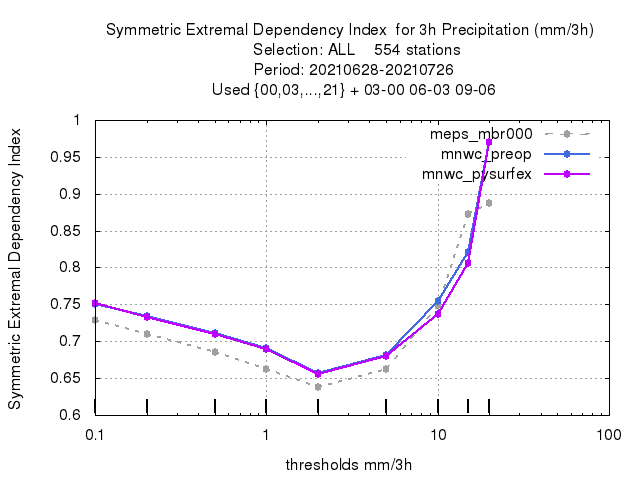 Symmetric Extremal Dependency Index  for 3h Precipitation (mm/3h)
Selection: ALL    554 stations
Period: 20210628-20210726
Used {00,03,...,21} + 03-00 06-03 09-06
meps_mbr000
mnwc_preop
mnwc_pysurfex
Symmetric Extremal Dependency Index
1
0.95
0.9
0.85
0.8
0.75
0.7
0.65
0.6
0.1 1 10 100
thresholds mm/3h